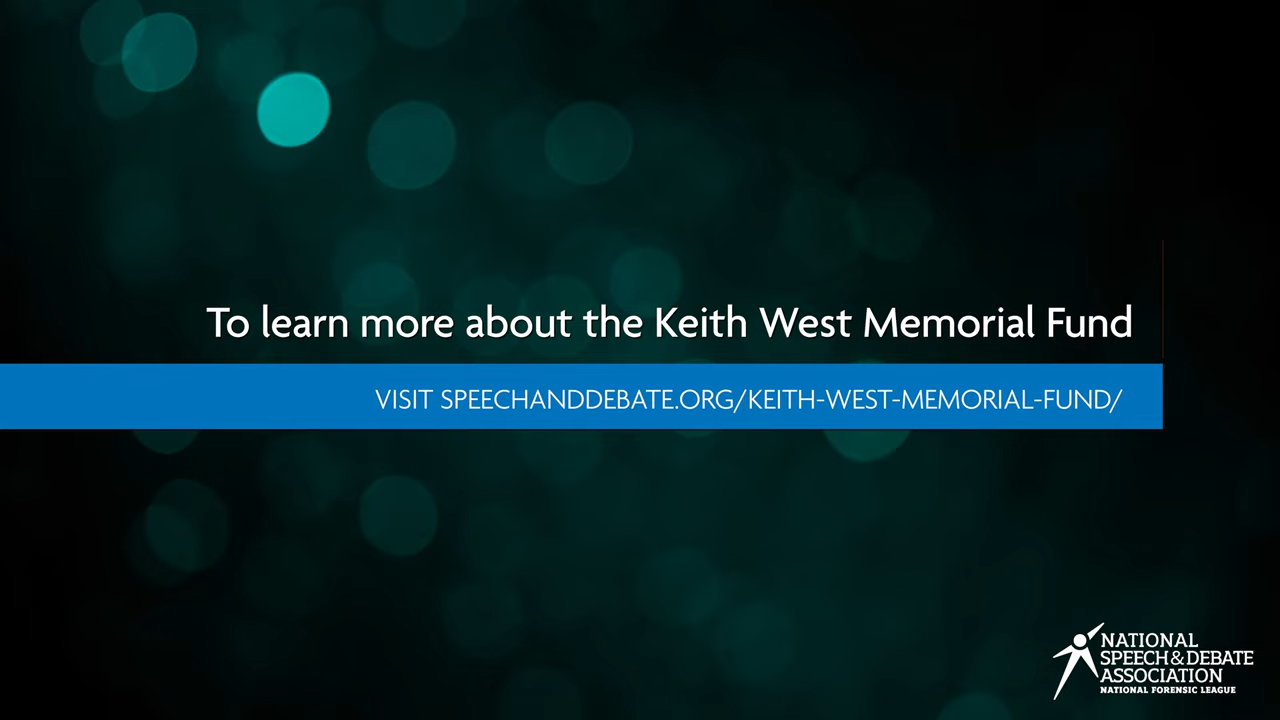 To learn more about the Keith West Memorial Fund
VISIT SPEECHANDDEBATE.ORG/KEITH-WEST-MEMORIAL-FUND/
NATIONAL
SPEECH & DEBATE
ASSOCIATION
NATIONAL FORENSIC LEAGUE